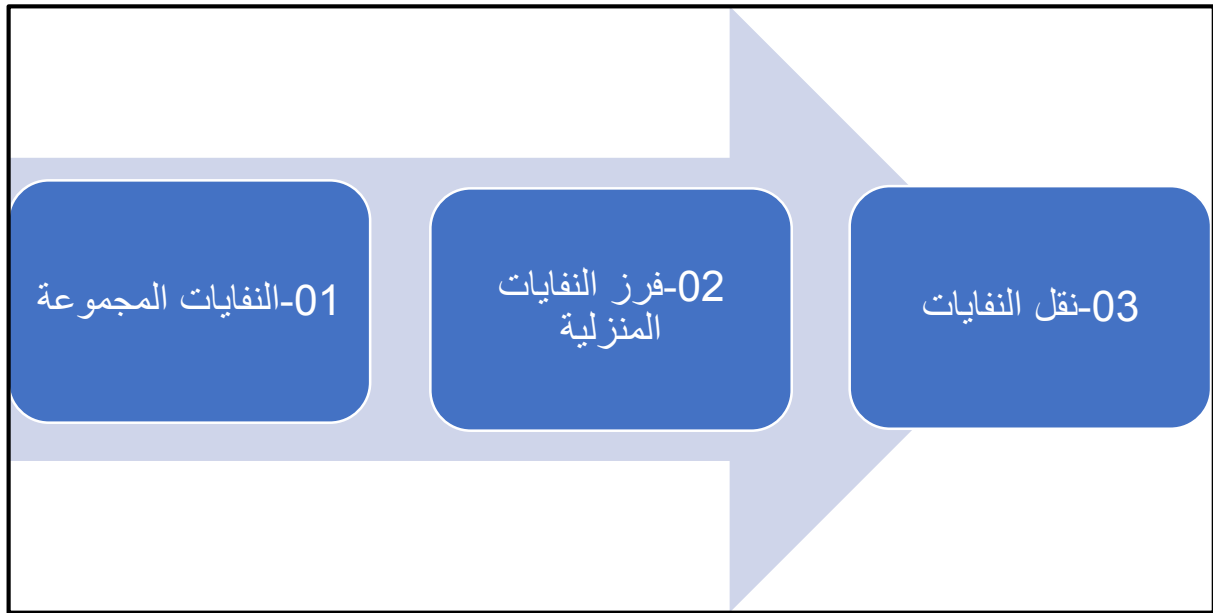 01-النفايات المجموعة
02-فرز النفايات
المنزلية
03-نقل النفايات